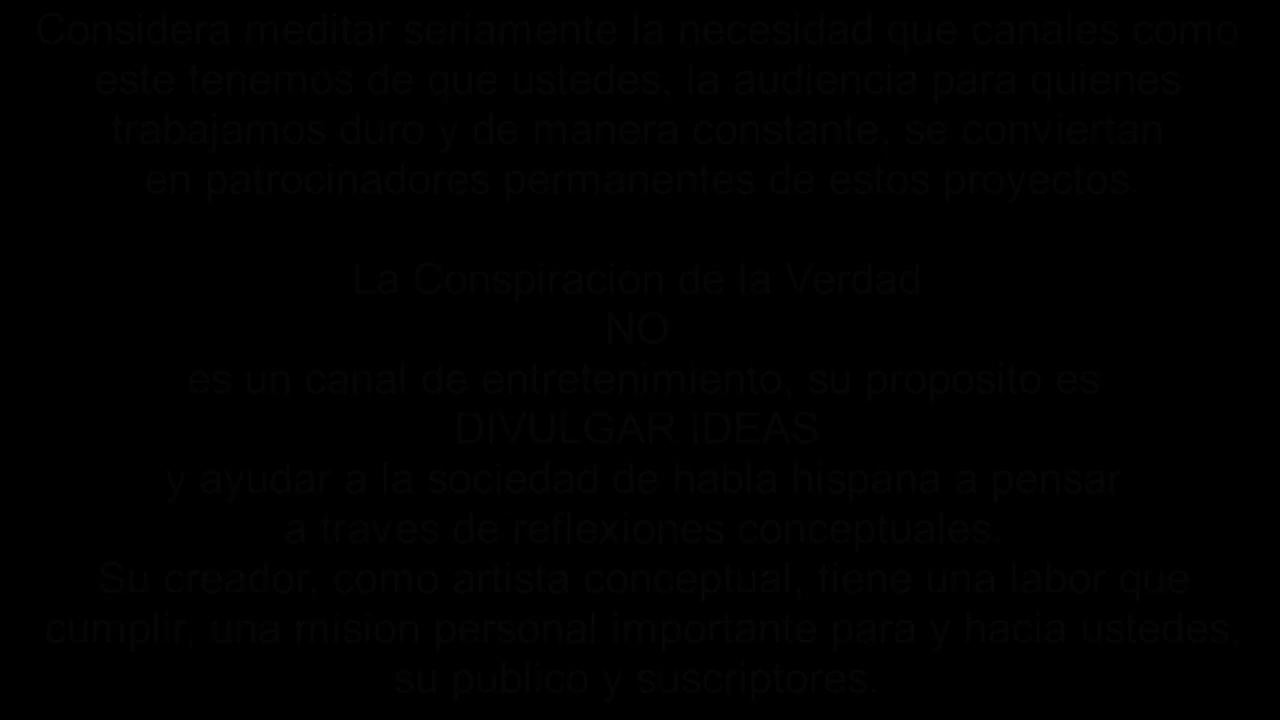 Considera meditar seriamente la necesidad que canales como
este tenemos de que ustedes, la audiencia para quienes
trabajamos duro y de manera constante, se conviertan
en patrocinadores permanentes de estos proyectos.
La Conspiracion de la Verdad
NO
es un canal de entretenimiento, su proposito es
DIVULGAR IDEAS
y ayudar a la sociedad de habla hispana a pensar
a traves de reflexiones conceptuales.
Su creador, como artista conceptual, tiene una labor que
cumplir, una mision personal importante para y hacia ustedes,
su publico y suscriptores.